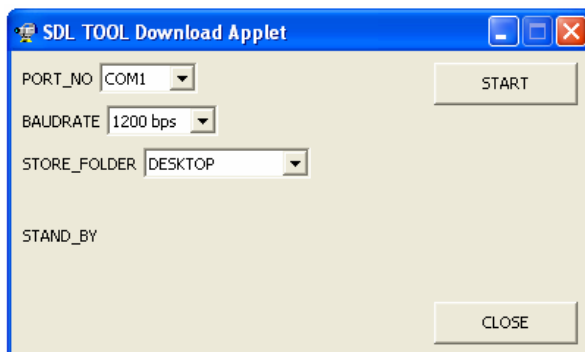 SDL TOOL Download Applet
PORT_NO COM1 START
BAUDRATE 1200 bps
STORE_FOLDER DESKTOP
STAND_BY
CLOSE